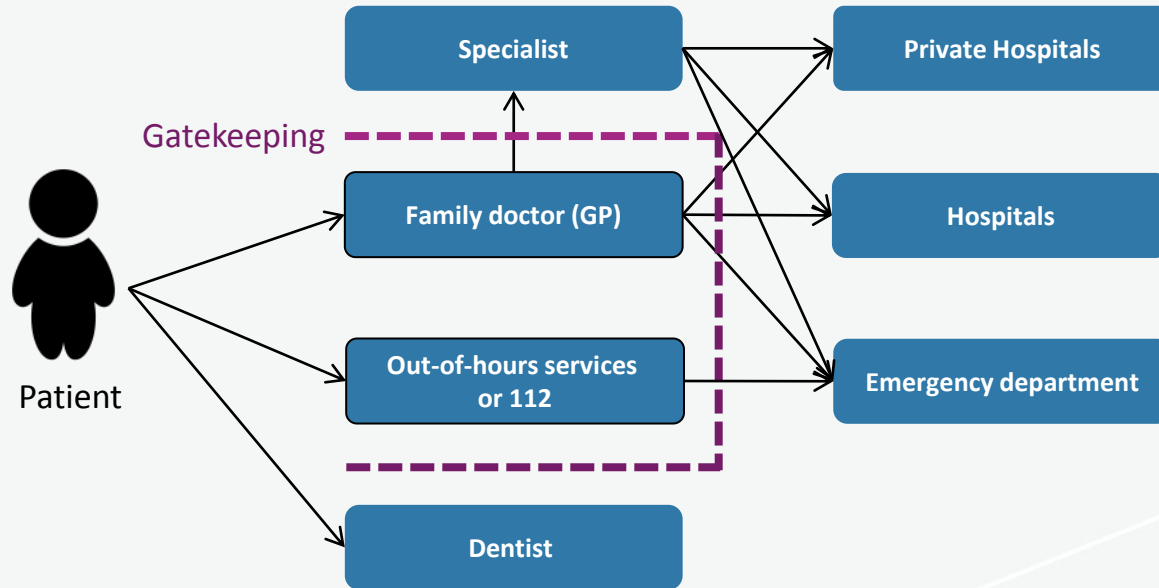 Specialist
Private Hospitals
Gatekeeping
Family doctor (GP)
Hospitals
Out-of-hours services
or 112
Emergency department
Patient
Dentist